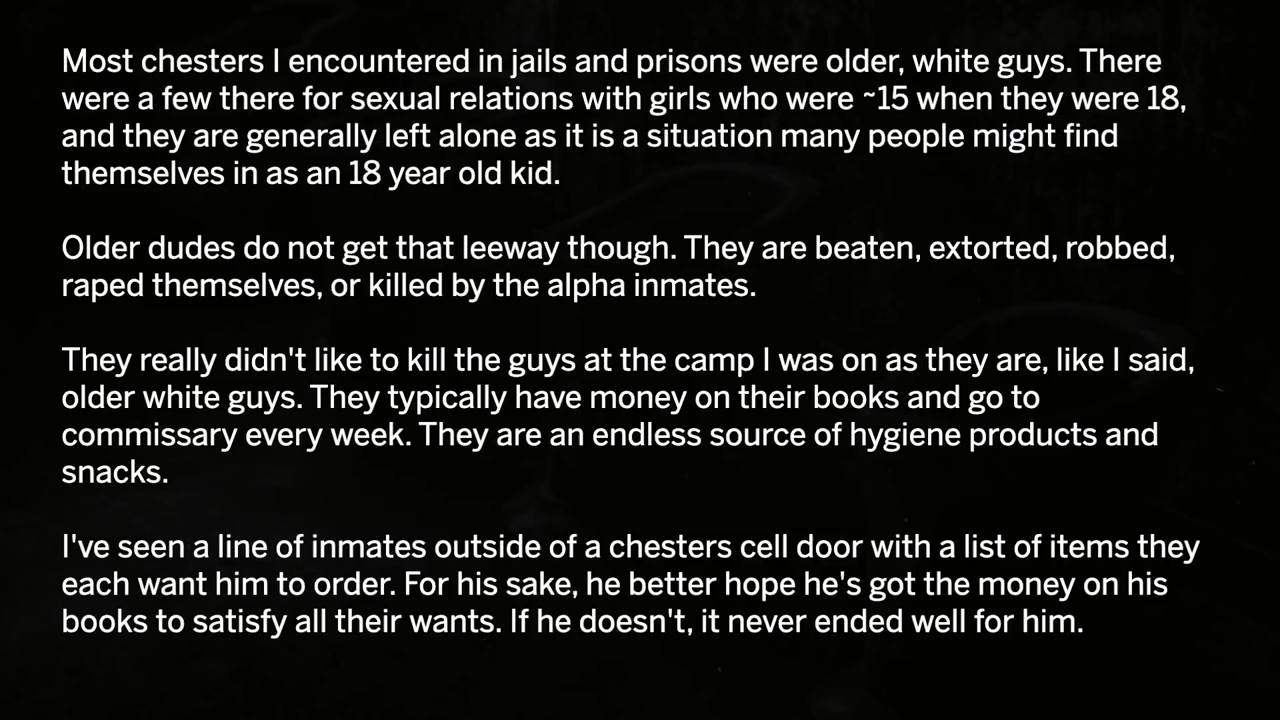 Most chesters I encountered in jails and prisons were older, white guys. There
were a few there for sexual relations with girls who were ~15 when they were 18,
and they are generally left alone as it is a situation many people might find
themselves in as an 18 year old kid.
Older dudes do not get that leeway though. They are beaten, extorted, robbed,
raped themselves, or killed by the alpha inmates.
They really didn't like to kill the guys at the camp I was on as they are, like I said,
older white guys. They typically have money on their books and go to
commissary every week. They are an endless source of hygiene products and
snacks.
I've seen a line of inmates outside of a chesters cell door with a list of items they
each want him to order. For his sake, he better hope he's got the money on his
books to satisfy all their wants. If he doesn't, it never ended well for him.